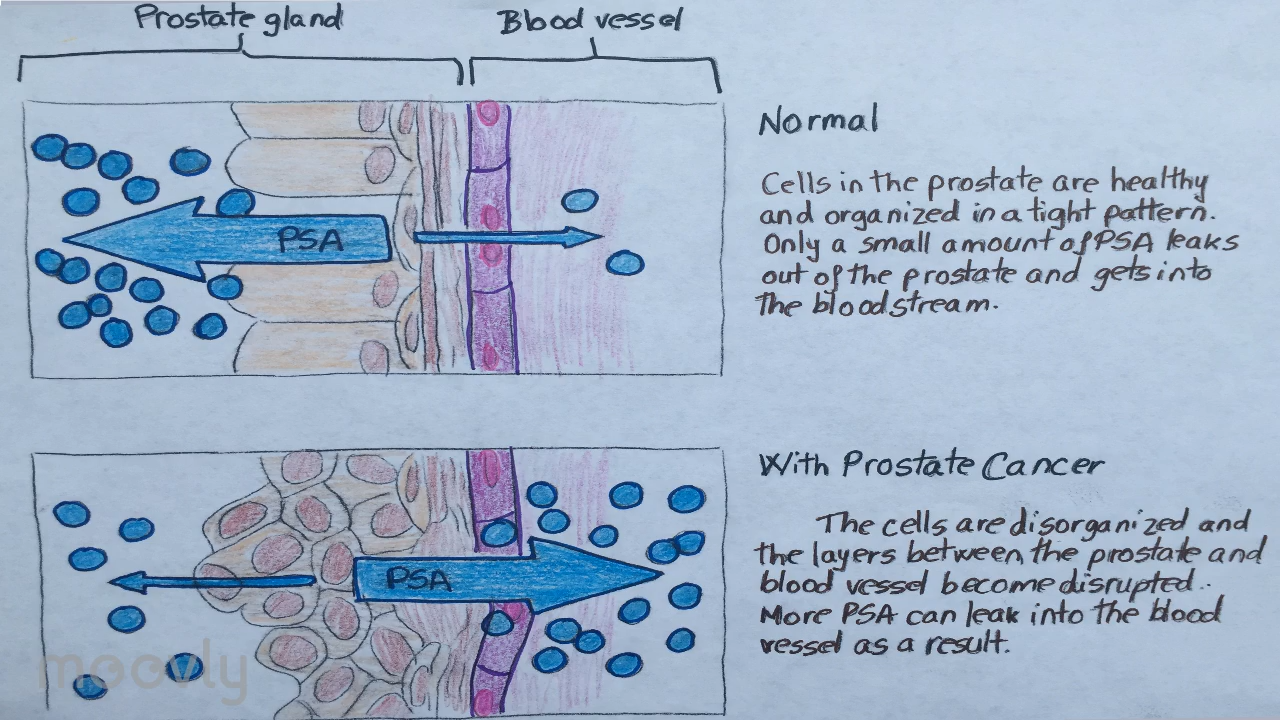 Prostate gland
Blood vessel
PSA
Normal
Cells in the prostate are healthy
and organized in a tight pattern.
Only a small amount of PSA leaks
out of the prostate and gets into
the bloodstream.
PSA
With Prostate Cancer
The cells are disorganized and
the layers between the prostate and
blood vessel become disrupted..
More PSA can leak into the blood
vessel as a result.
moovly